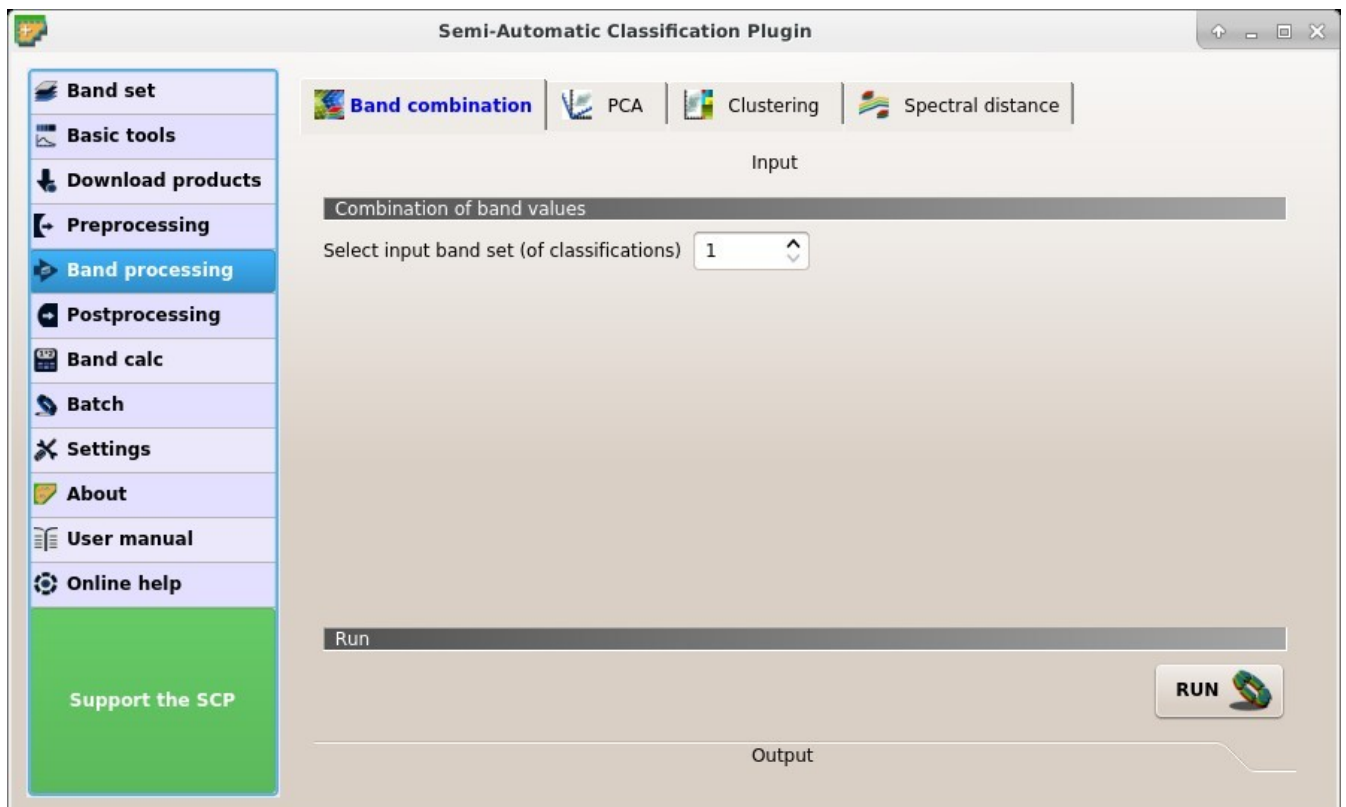 Semi-Automatic Classification Plugin
Band set
Basic tools
Download products
Preprocessing
Band processing
Postprocessing
Band calc
Batch
Settings
About
User manual
Online help
Support the SCP
Band combination
PCA
Clustering
Spectral distance
Input
Combination of band values
Select input band set (of classifications) 1
Run
RUN
Output